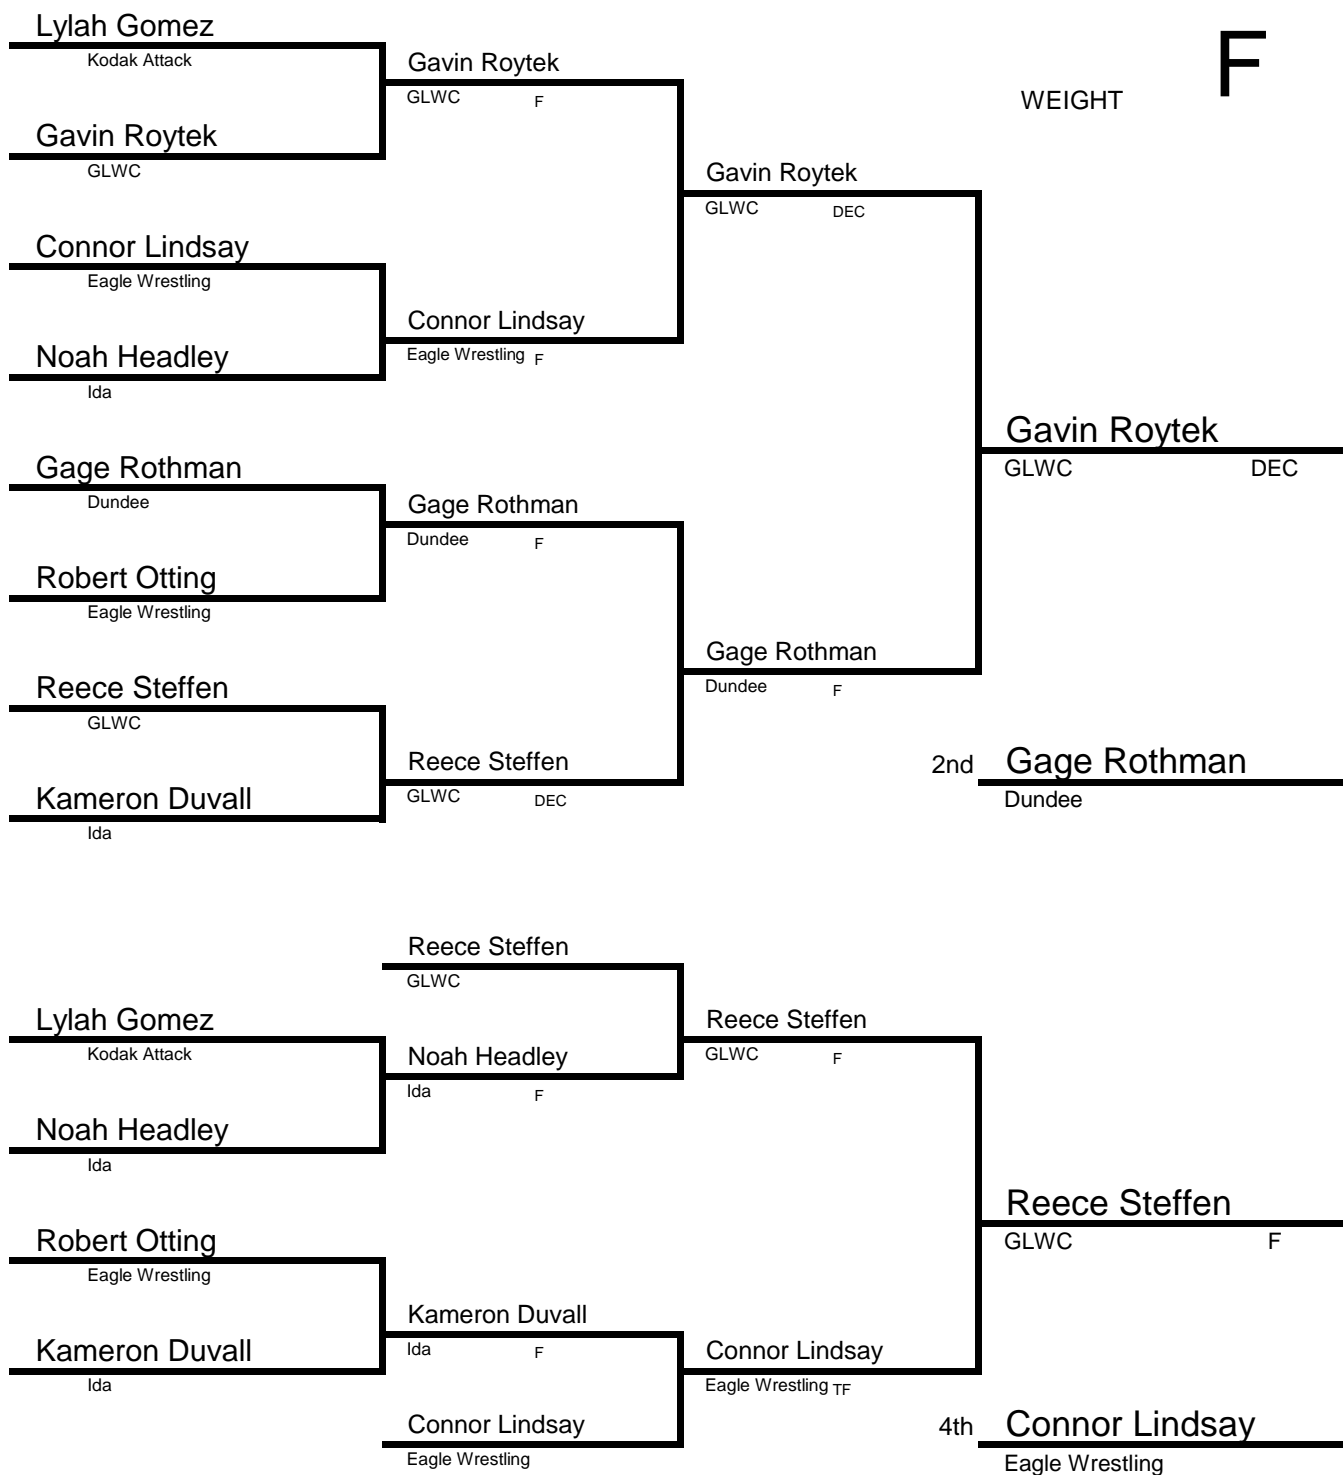 Lylah Gomez
Kodak Attack
Gavin Roytek
GLWC F
WEIGHT F
Gavin Roytek
GLWC
Gavin Roytek
GLWC DEC
Connor Lindsay
Eagle Wrestling
Connor Lindsay
Eagle Wrestling F
Noah Headley
Ida
Gavin Roytek
GLWC DEC
Gage Rothman
Dundee
Gage Rothman
Dundee F
Robert Otting
Eagle Wrestling
Gage Rothman
Dundee F
Reece Steffen
GLWC
Reece Steffen
GLWC DEC
2nd Gage Rothman
Dundee
Kameron Duvall
Ida
Reece Steffen
GLWC
Lylah Gomez
Kodak Attack
Reece Steffen
GLWC F
Noah Headley
Ida F
Noah Headley
Ida
Reece Steffen
GLWC F
Robert Otting
Eagle Wrestling
Kameron Duvall
Ida F
Kameron Duvall
Ida
Connor Lindsay
Eagle Wrestling TF
Connor Lindsay
Eagle Wrestling
4th Connor Lindsay
Eagle Wrestling